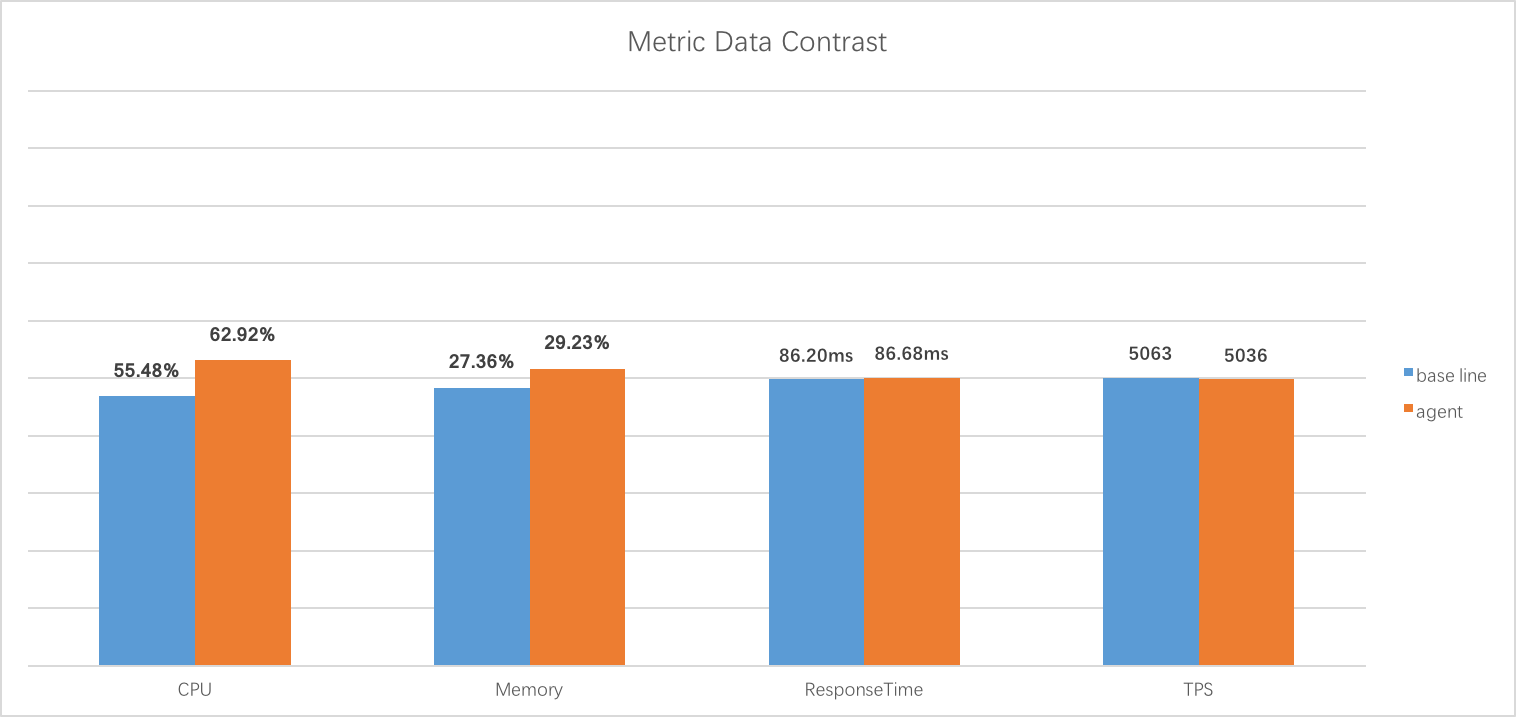 Metric Data Contrast
55.48%
62.92%
27.36%
29.23%
86.20ms
86.68ms
5063
5036
base line
agent
CPU
Memory
ResponseTime
TPS